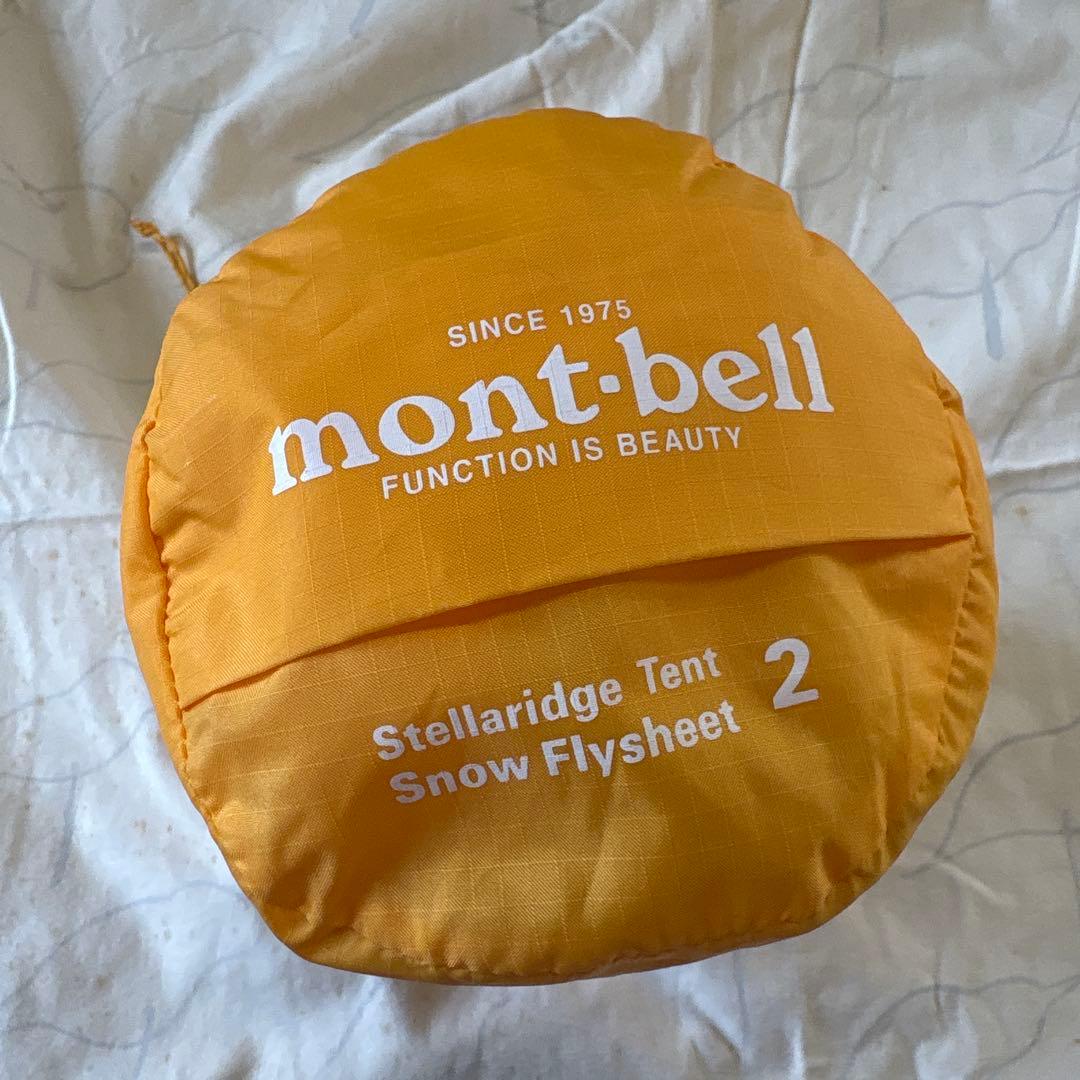 SINCE 1975
mont·bell
FUNCTION IS BEAUTY
Stellaridge Tent 2
Snow Flysheet